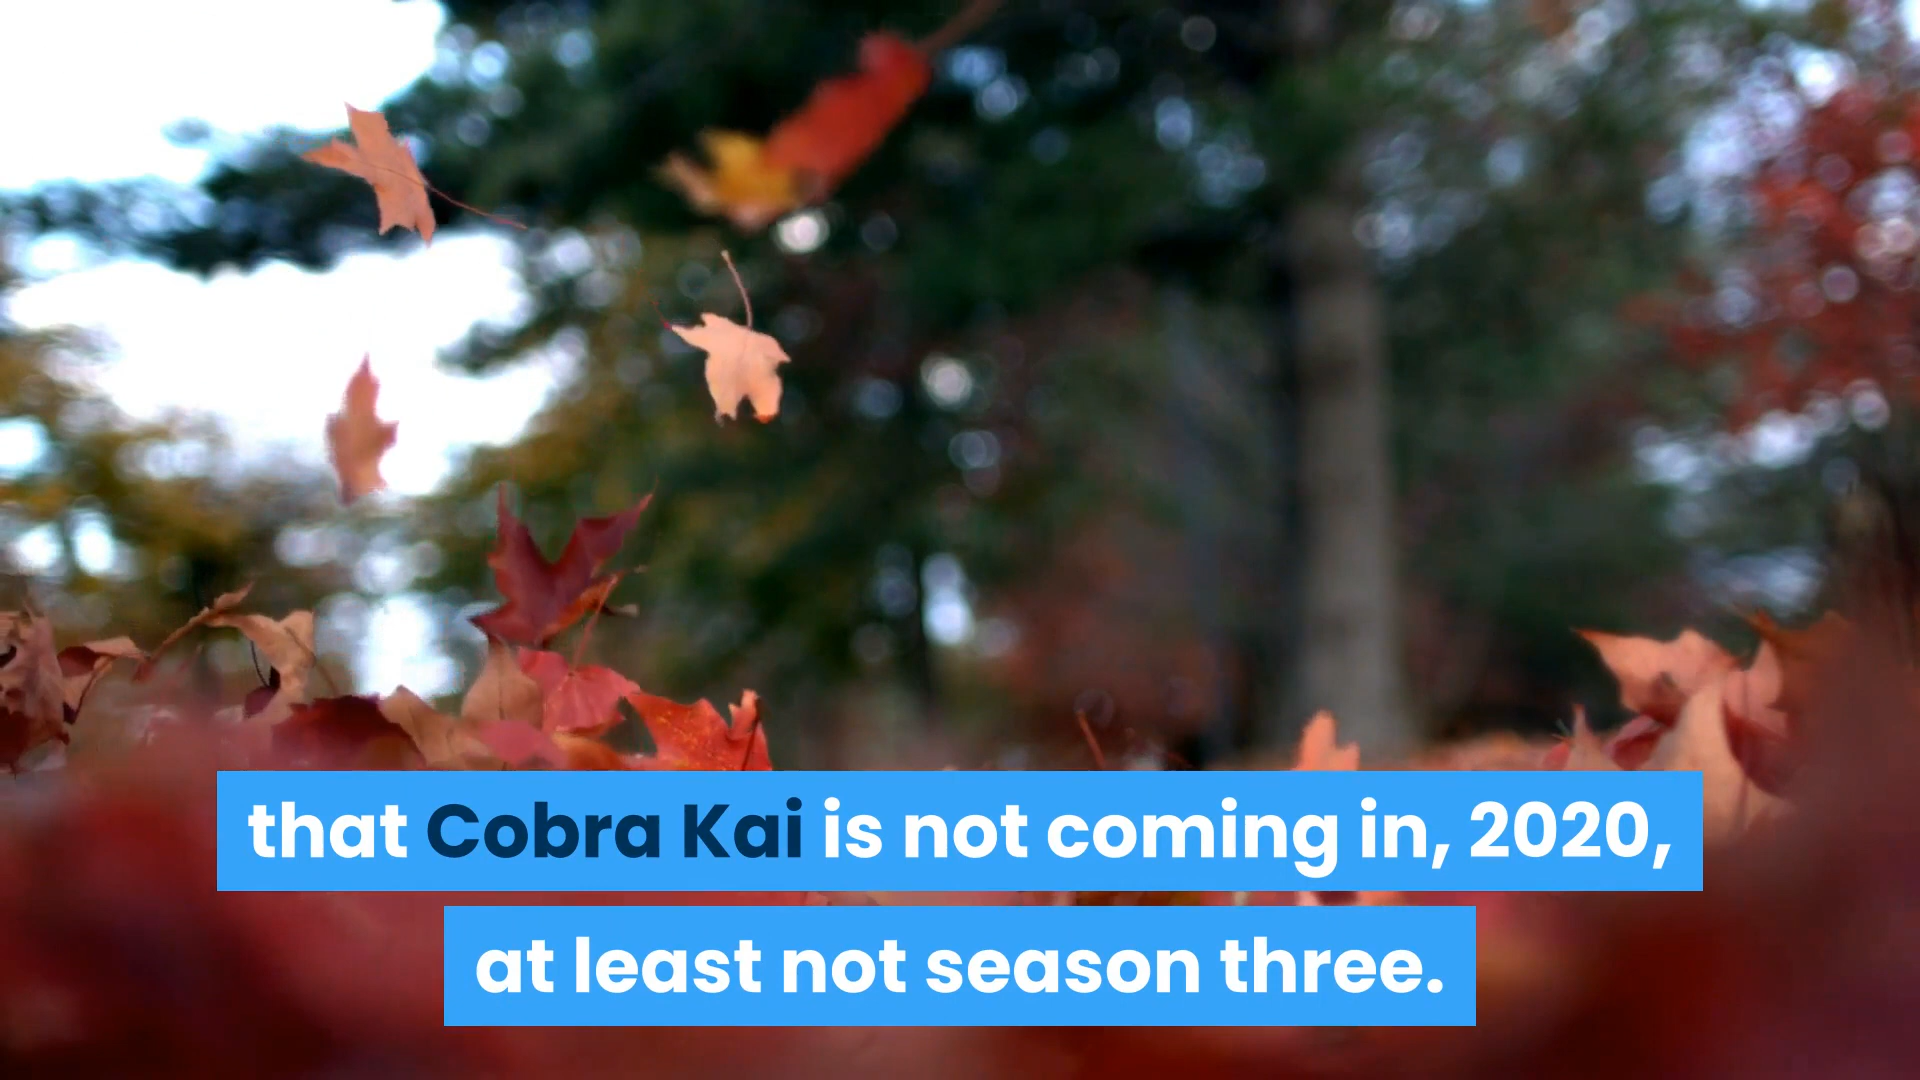 that Cobra Kai is not coming in, 2020,
at least not season three.